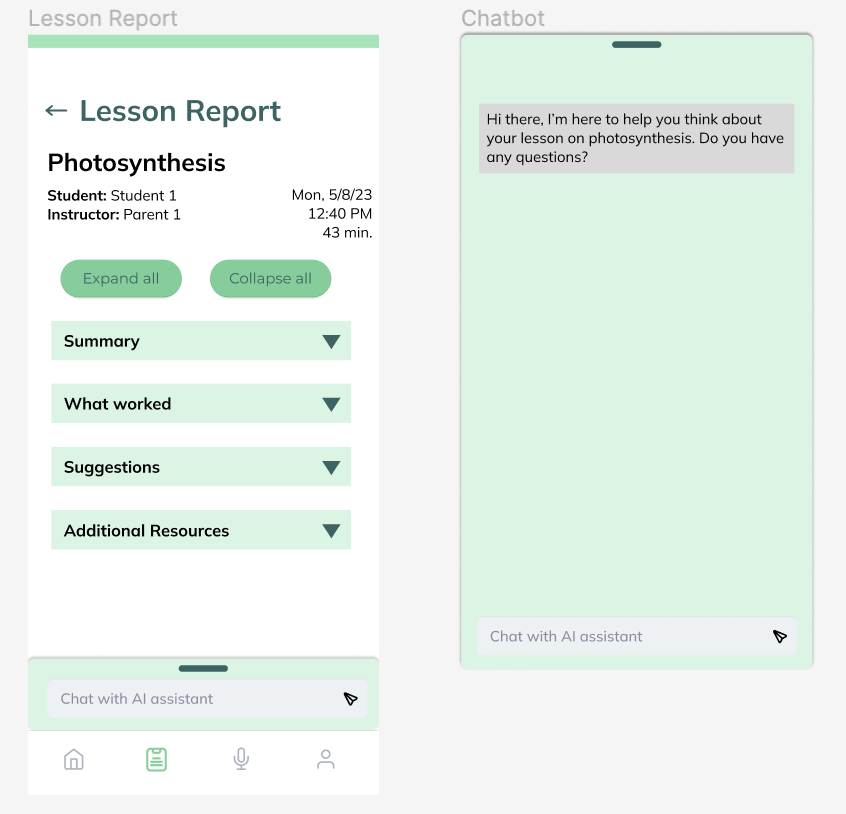 Lesson Report
Chatbot
← Lesson Report
Photosynthesis
Student: Student 1
Instructor: Parent 1
Mon, 5/8/23
12:40 PM
43 min.
Expand all
Collapse all
Summary
What worked
Suggestions
Additional Resources
Chat with AI assistant
Hi there, I'm here to help you think about
your lesson on photosynthesis. Do you have
any questions?
Chat with AI assistant